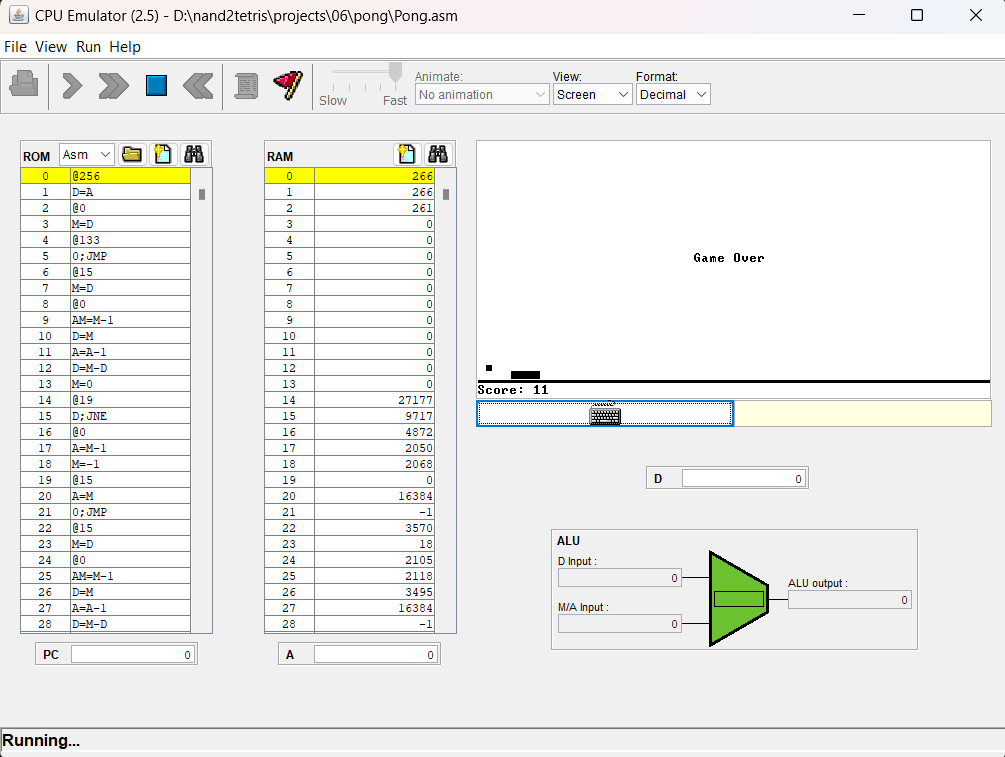 CPU Emulator (2.5) - D:\nand2tetris\projects\06\pong\Pong.asm
File View Run Help
Slow Fast
Animate:
No animation
View:
Screen
Format:
Decimal
ROM Asm
0 @256
1 D=A
2 @0
3 M=D
4 @133
5 0;JMP
6 @15
7 M=D
8 @0
9 AM=M-1
10 D=M
11 A=A-1
12 D=M-D
13 M=0
14 @19
15 D;JNE
16 @0
17 A=M-1
18 M=-1
19 @15
20 A=M
21 0;JMP
22 @15
23 M=D
24 @0
25 AM=M-1
26 D=M
27 A=A-1
28 D=M-D
PC 0
RAM
0 266
1 266
2 261
3 0
4 0
5 0
6 0
7 0
8 0
9 0
10 0
11 0
12 0
13 0
14 27177
15 9717
16 4872
17 2050
18 2068
19 0
20 16384
21 -1
22 3570
23 18
24 2105
25 2118
26 3495
27 16384
28 -1
A 0
Game Over
Score: 11
D 0
ALU
D Input :
0
M/A Input :
0
ALU output :
0
Running...